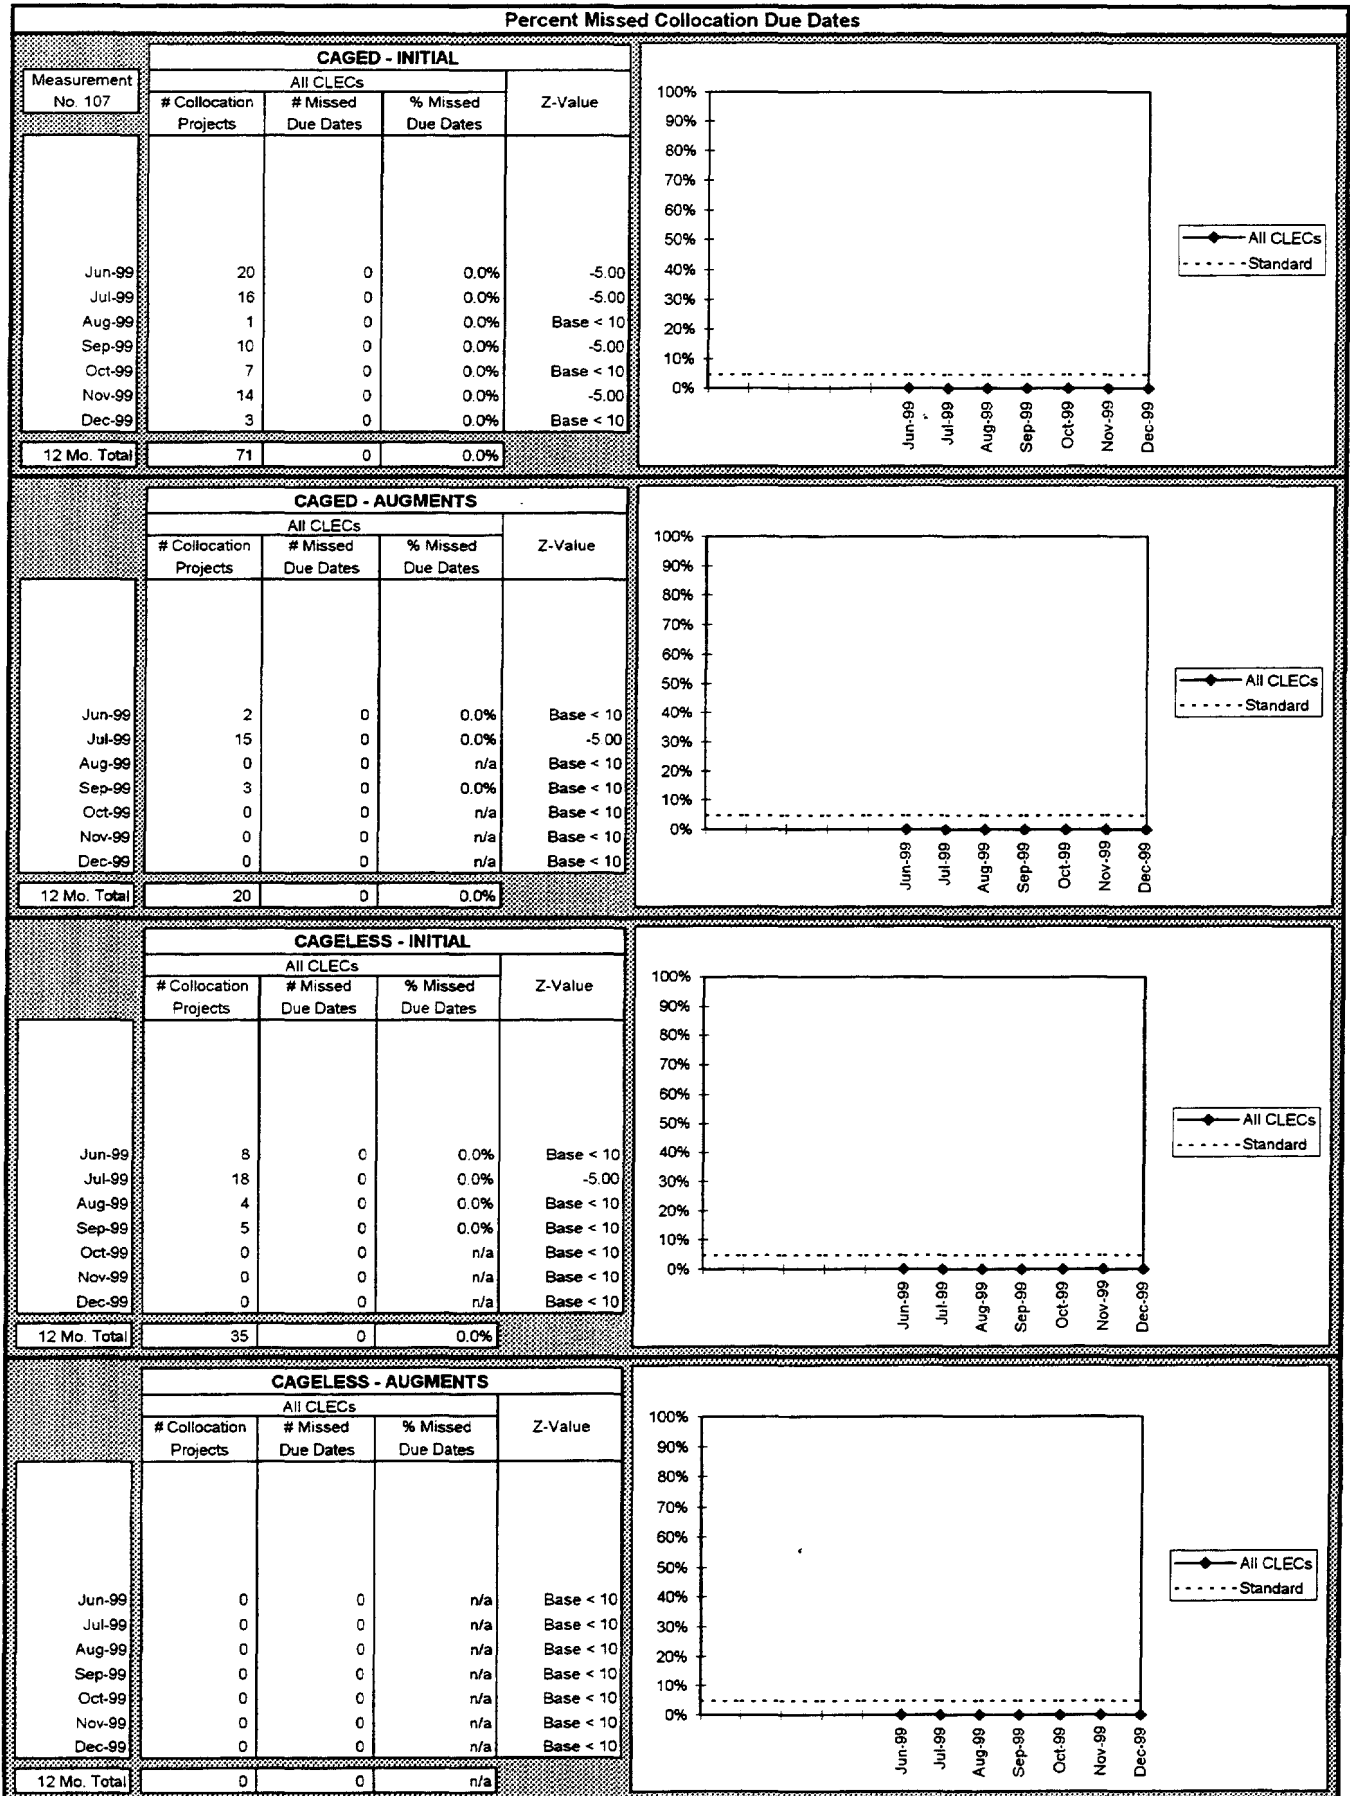 Percent Missed Collocation Due Dates
CAGED - INITIAL
Measurement No. 107
All CLECs
# Collocation Projects # Missed Due Dates % Missed Due Dates Z-Value
Jun-99 20 0 0.0% -5.00
Jul-99 16 0 0.0% -5.00
Aug-99 1 0 0.0% Base < 10
Sep-99 10 0 0.0% -5.00
Oct-99 7 0 0.0% Base < 10
Nov-99 14 0 0.0% -5.00
Dec-99 3 0 0.0% Base < 10
12 Mo. Total 71 0 0.0%
100%
90%
80%
70%
60%
50%
40%
30%
20%
10%
0%
Jun-99 Jul-99 Aug-99 Sep-99 Oct-99 Nov-99 Dec-99
All CLECs
Standard
CAGED - AUGMENTS
All CLECs
# Collocation Projects # Missed Due Dates % Missed Due Dates Z-Value
Jun-99 2 0 0.0% Base < 10
Jul-99 15 0 0.0% -5.00
Aug-99 0 0 n/a Base < 10
Sep-99 3 0 0.0% Base < 10
Oct-99 0 0 n/a Base < 10
Nov-99 0 0 n/a Base < 10
Dec-99 0 0 n/a Base < 10
12 Mo. Total 20 0 0.0%
100%
90%
80%
70%
60%
50%
40%
30%
20%
10%
0%
Jun-99 Jul-99 Aug-99 Sep-99 Oct-99 Nov-99 Dec-99
All CLECs
Standard
CAGELESS - INITIAL
All CLECs
# Collocation Projects # Missed Due Dates % Missed Due Dates Z-Value
Jun-99 8 0 0.0% Base < 10
Jul-99 18 0 0.0% -5.00
Aug-99 4 0 0.0% Base < 10
Sep-99 5 0 0.0% Base < 10
Oct-99 0 0 n/a Base < 10
Nov-99 0 0 n/a Base < 10
Dec-99 0 0 n/a Base < 10
12 Mo. Total 35 0 0.0%
100%
90%
80%
70%
60%
50%
40%
30%
20%
10%
0%
Jun-99 Jul-99 Aug-99 Sep-99 Oct-99 Nov-99 Dec-99
All CLECs
Standard
CAGELESS - AUGMENTS
All CLECs
# Collocation Projects # Missed Due Dates % Missed Due Dates Z-Value
Jun-99 0 0 n/a Base < 10
Jul-99 0 0 n/a Base < 10
Aug-99 0 0 n/a Base < 10
Sep-99 0 0 n/a Base < 10
Oct-99 0 0 n/a Base < 10
Nov-99 0 0 n/a Base < 10
Dec-99 0 0 n/a Base < 10
12 Mo. Total 0 0 n/a
100%
90%
80%
70%
60%
50%
40%
30%
20%
10%
0%
Jun-99 Jul-99 Aug-99 Sep-99 Oct-99 Nov-99 Dec-99
All CLECs
Standard